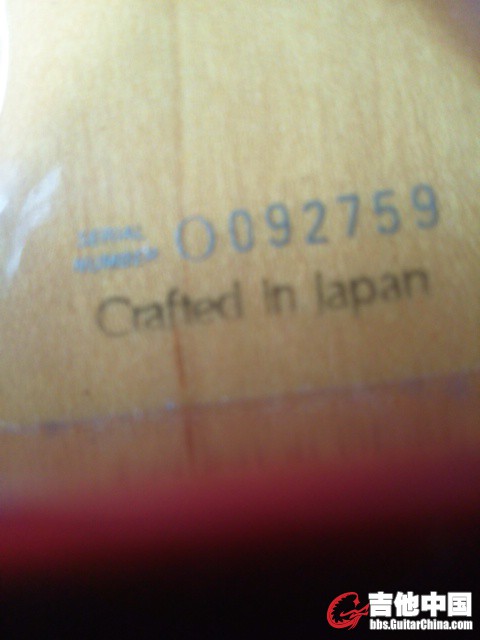 SERIAL
NUMBER O092759
Crafted in Japan
吉他中国
bbs.GuitarChina.com